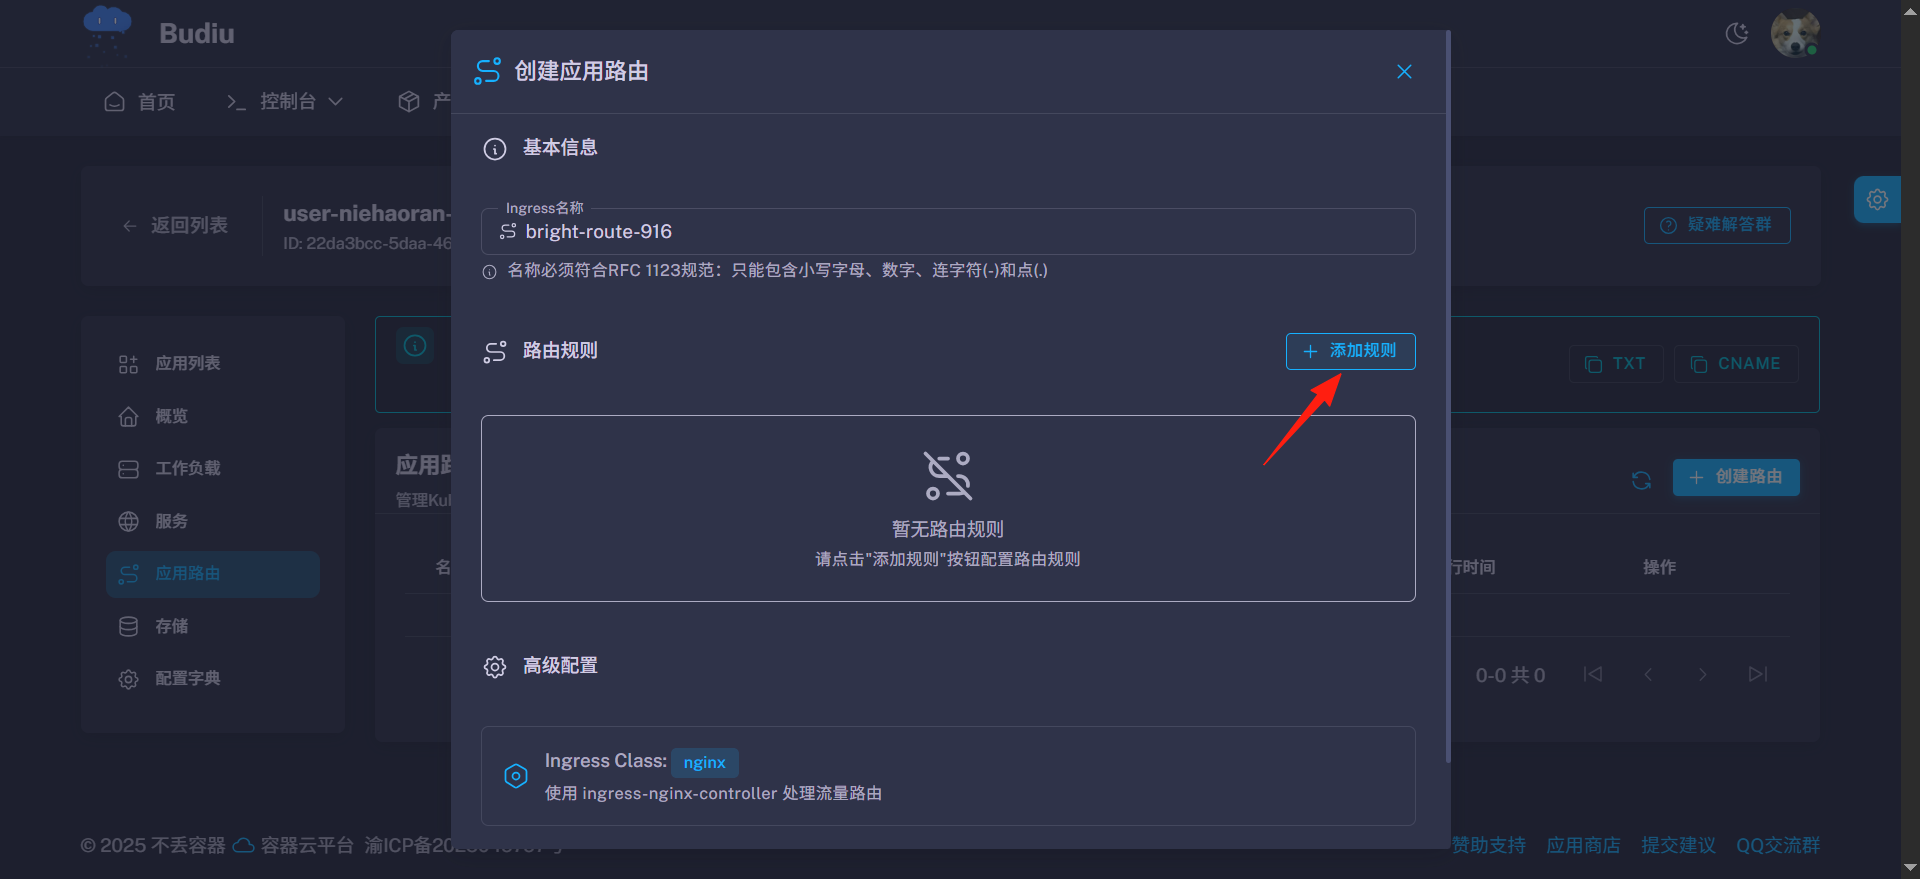 Budiu
首页
控制台
产
返回列表
user-niehaoran-
ID: 22da3bcc-5daa-46
疑难解答群
应用列表
概览
工作负载
服务
应用路由
存储
配置字典
TXT
CNAME
应用路
管理Kul
创建路由
名
行时间
操作
0-0 共 0
创建应用路由
基本信息
Ingress名称
bright-route-916
名称必须符合RFC 1123规范：只能包含小写字母、数字、连字符(-)和点(.)
路由规则
添加规则
暂无路由规则
请点击"添加规则"按钮配置路由规则
高级配置
Ingress Class: nginx
使用 ingress-nginx-controller 处理流量路由
© 2025 不丢容器 容器云平台 渝ICP备
赞助支持
应用商店
提交建议
QQ交流群